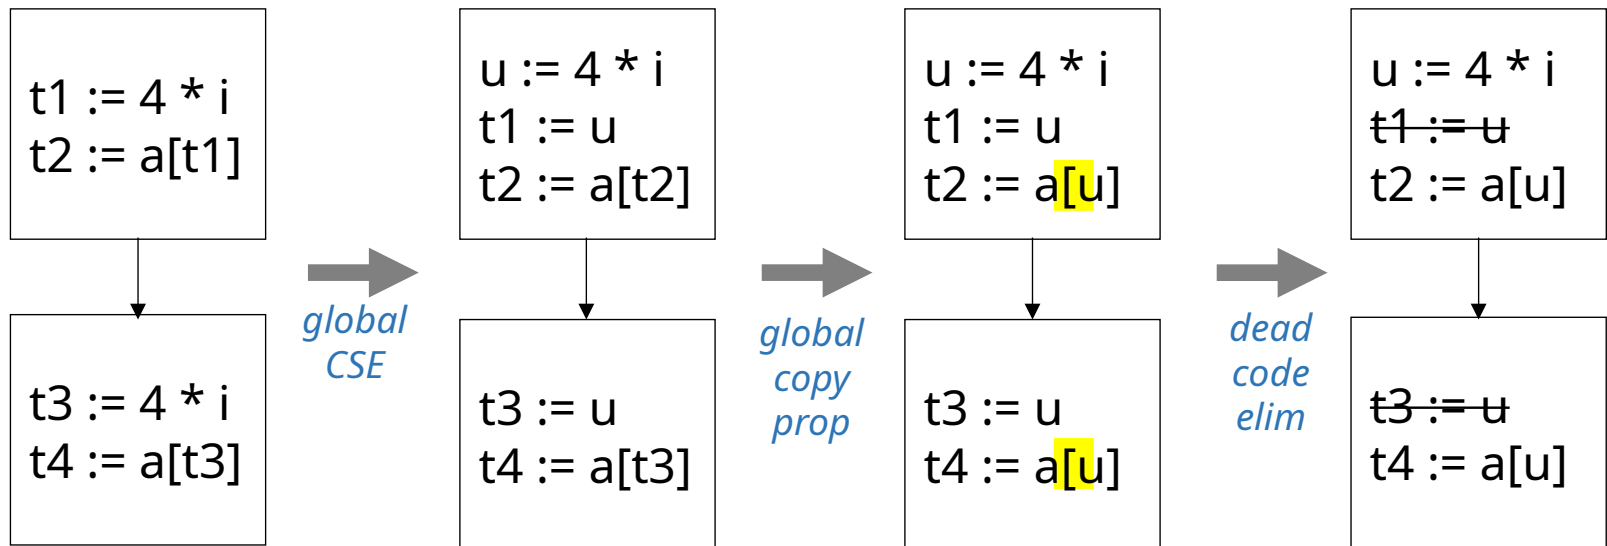 t1 := 4 * i
t2 := a[t1]
t3 := 4 * i
t4 := a[t3]
global
CSE
u := 4 * i
t1 := u
t2 := a[t2]
t3 := u
t4 := a[t3]
global
copy
prop
u := 4 * i
t1 := u
t2 := a[u]
t3 := u
t4 := a[u]
dead
code
elim
u := 4 * i
t1 := u
t2 := a[u]
t3 := u
t4 := a[u]